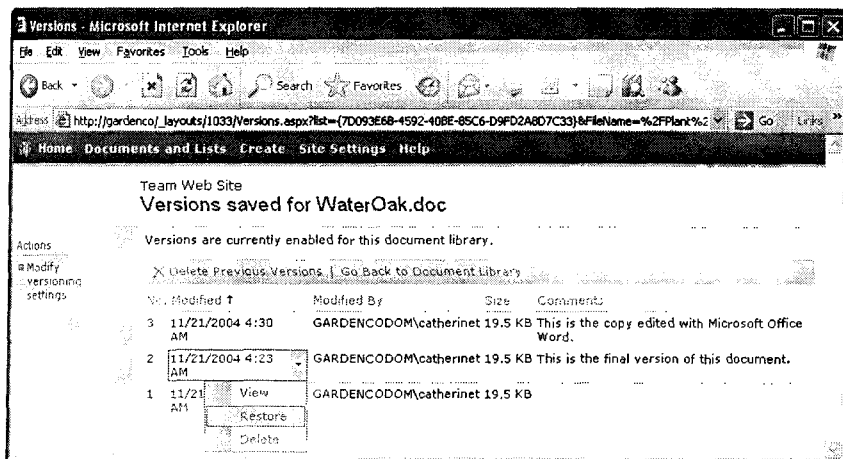 Versions - Microsoft Internet Explorer
File Edit View Favorites Tools Help
Back Search Favorites
Address http://gardenco/_layouts/1033/Versions.aspx?list={7D093E6B-4592-40BE-85C6-D9FD2A8D7C33}&FileName=%2FPlant%2 Go Links »
Home Documents and Lists Create Site Settings Help
Team Web Site
Versions saved for WaterOak.doc
Versions are currently enabled for this document library.
Actions
Modify
versioning
settings
Delete Previous Versions | Go Back to Document Library
No. Modified Modified By Size Comments
3 11/21/2004 4:30 GARDENCODOM\catherinet 19.5 KB This is the copy edited with Microsoft Office
AM Word.
2 11/21/2004 4:23 GARDENCODOM\catherinet 19.5 KB This is the final version of this document.
AM
1 11/21 GARDENCODOM\catherinet 19.5 KB
AM
View
Restore
Delete